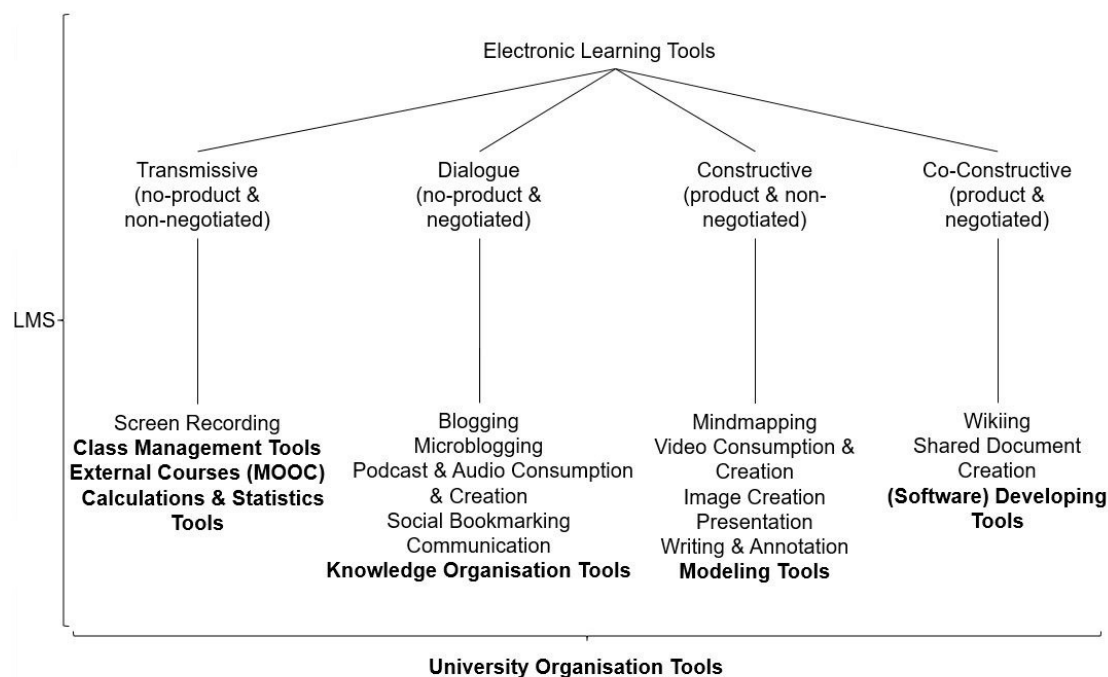 Electronic Learning Tools
Transmissive
(no-product &
non-negotiated)
Dialogue
(no-product &
negotiated)
Constructive
(product & non-
negotiated)
Co-Constructive
(product &
negotiated)
LMS
Screen Recording
Class Management Tools
External Courses (MOOC)
Calculations & Statistics
Tools
Blogging
Microblogging
Podcast & Audio Consumption
& Creation
Social Bookmarking
Communication
Knowledge Organisation Tools
Mindmapping
Video Consumption &
Creation
Image Creation
Presentation
Writing & Annotation
Modeling Tools
Wikiing
Shared Document
Creation
(Software) Developing
Tools
University Organisation Tools